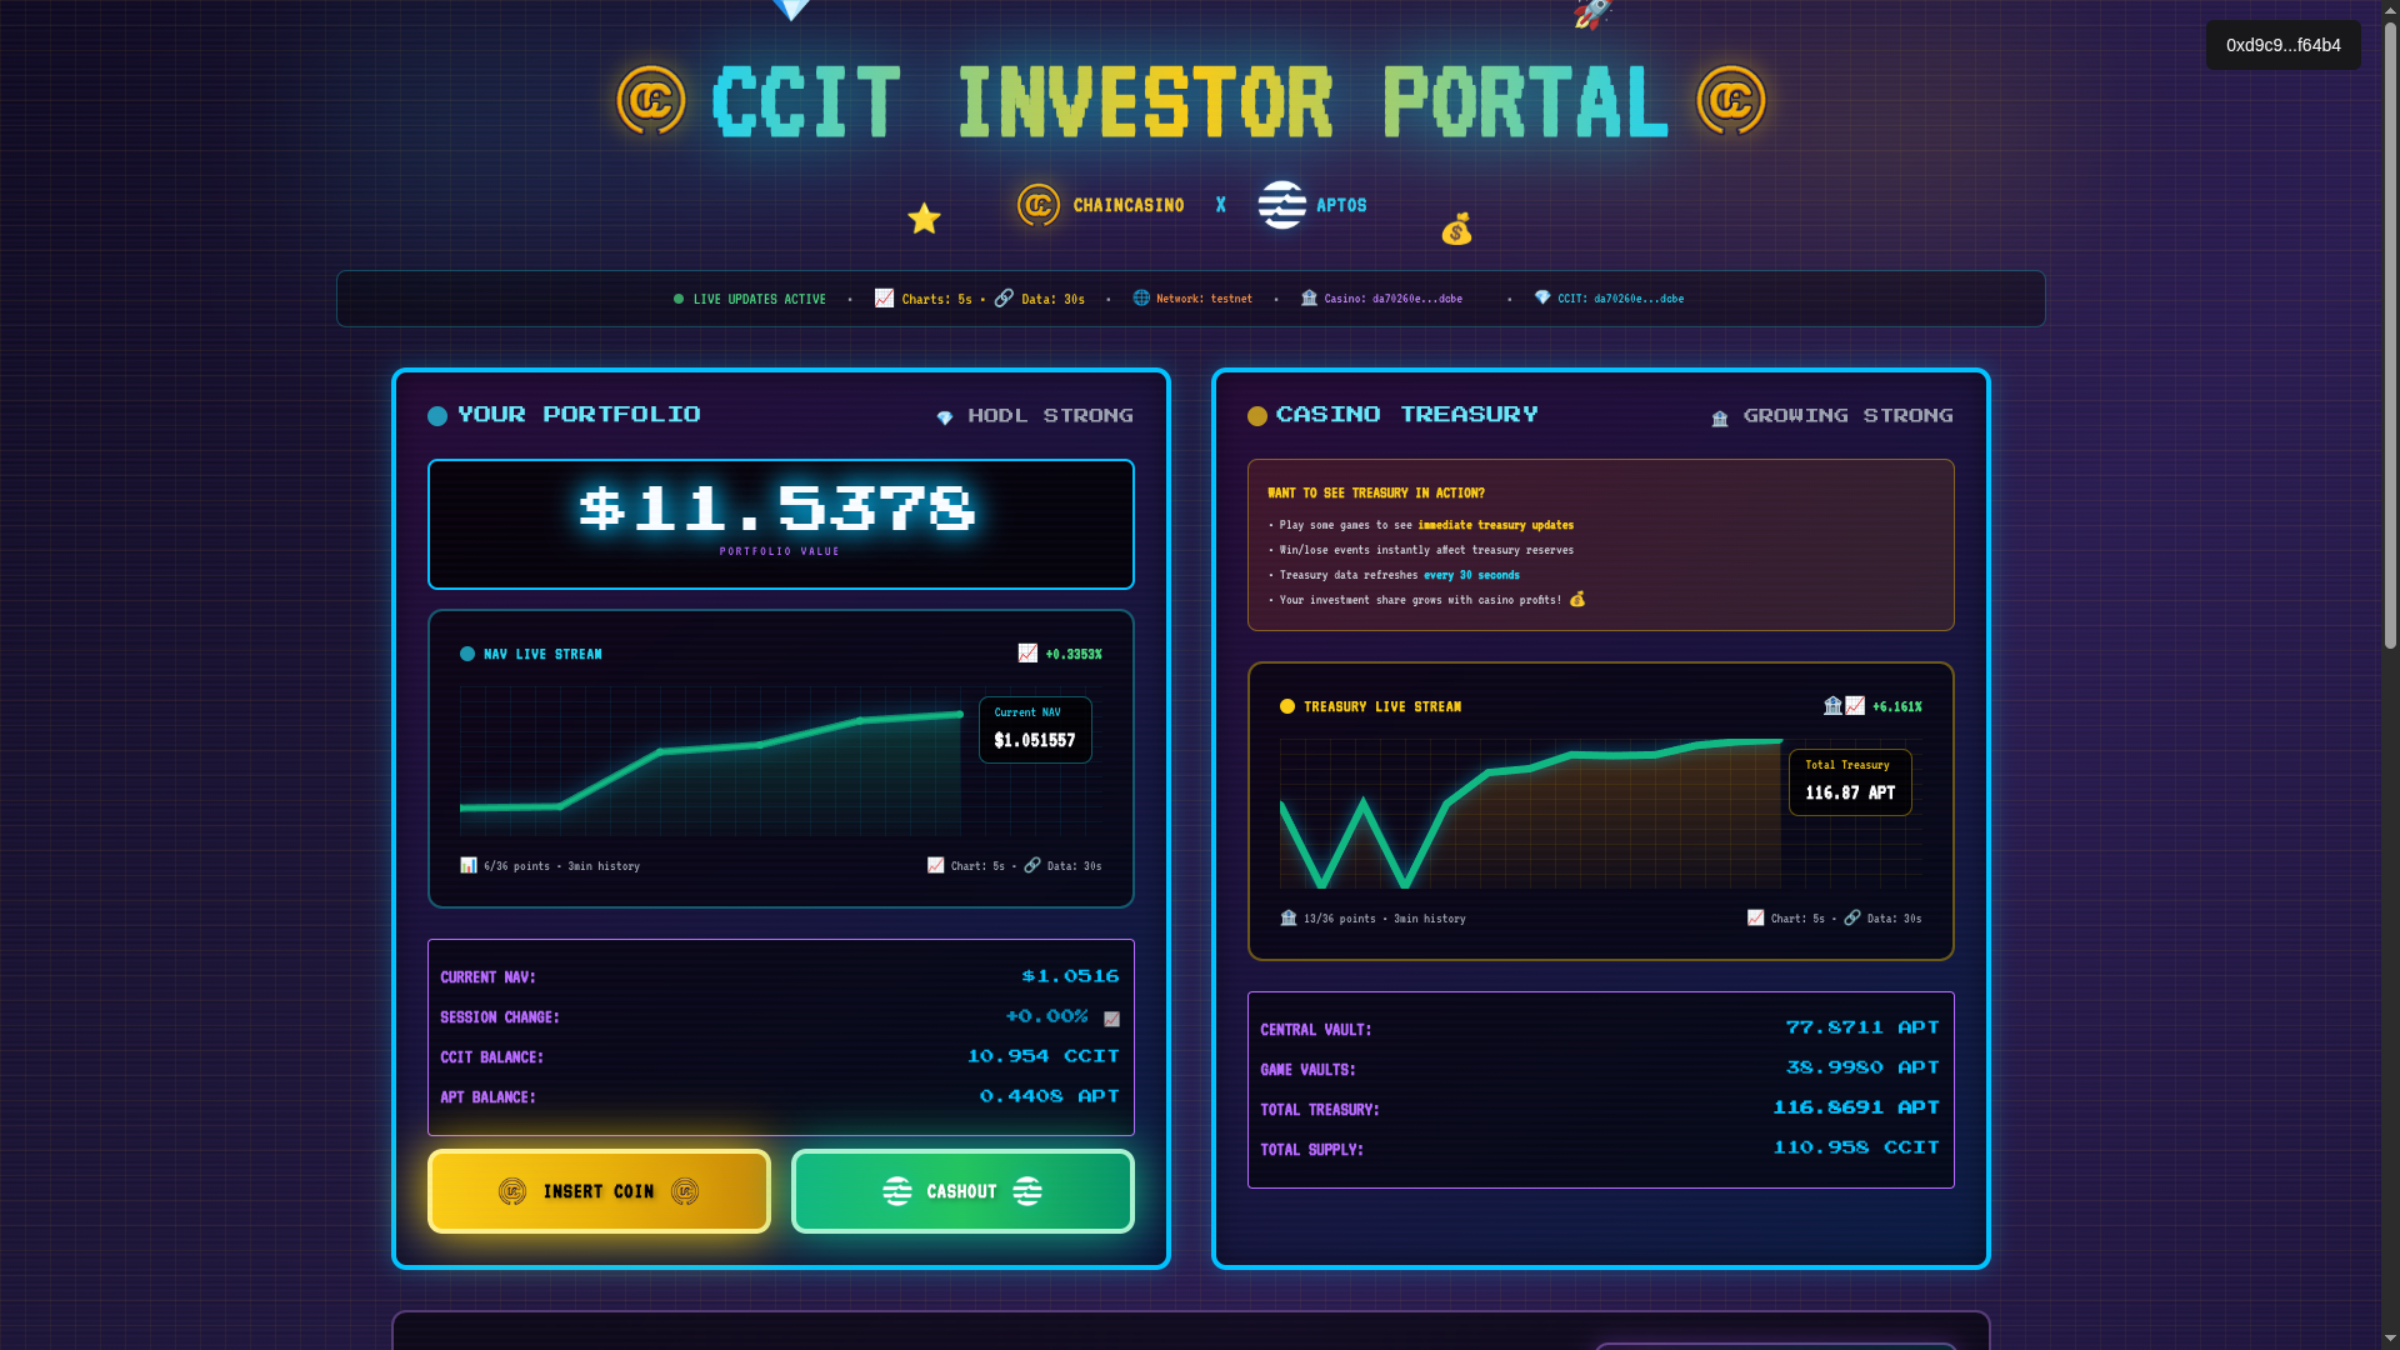 0xd9c9...f64b4
CCIT INVESTOR PORTAL
CHAINCASINO X APTOS
LIVE UPDATES ACTIVE • Charts: 5s • Data: 30s • Network: testnet • Casino: da70260e...dcbe • CCIT: da70260e...dcbe
YOUR PORTFOLIO
HODL STRONG
$11.5378
PORTFOLIO VALUE
NAV LIVE STREAM
+0.3353%
Current NAV
$1.051557
6/36 points • 3min history
Chart: 5s • Data: 30s
CURRENT NAV: $1.0516
SESSION CHANGE: +0.00%
CCIT BALANCE: 10.954 CCIT
APT BALANCE: 0.4408 APT
INSERT COIN
CASHOUT
CASINO TREASURY
GROWING STRONG
WANT TO SEE TREASURY IN ACTION?
• Play some games to see immediate treasury updates
• Win/lose events instantly affect treasury reserves
• Treasury data refreshes every 30 seconds
• Your investment share grows with casino profits!
TREASURY LIVE STREAM
+6.161%
Total Treasury
116.87 APT
13/36 points • 3min history
Chart: 5s • Data: 30s
CENTRAL VAULT: 77.8711 APT
GAME VAULTS: 38.9980 APT
TOTAL TREASURY: 116.8691 APT
TOTAL SUPPLY: 110.958 CCIT